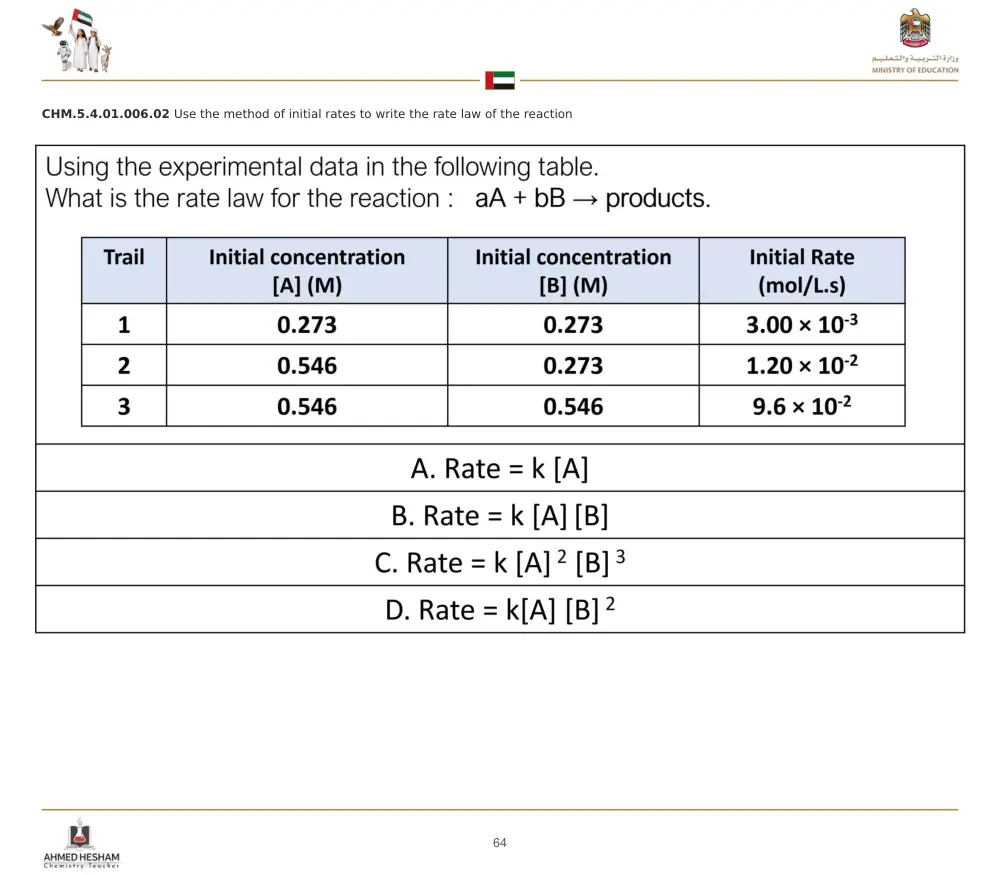 وزارة التربية والتعليم
MINISTRY OF EDUCATION
CHM.5.4.01.006.02 Use the method of initial rates to write the rate law of the reaction
Using the experimental data in the following table.
What is the rate law for the reaction : aA + bB → products.
Trail Initial concentration [A] (M) Initial concentration [B] (M) Initial Rate (mol/L.s)
1 0.273 0.273 3.00 × 10⁻³
2 0.546 0.273 1.20 × 10⁻²
3 0.546 0.546 9.6 × 10⁻²
A. Rate = k [A]
B. Rate = k [A] [B]
C. Rate = k [A] ² [B] ³
D. Rate = k[A] [B] ²
AHMED HESHAM
Chemistry Teacher
64